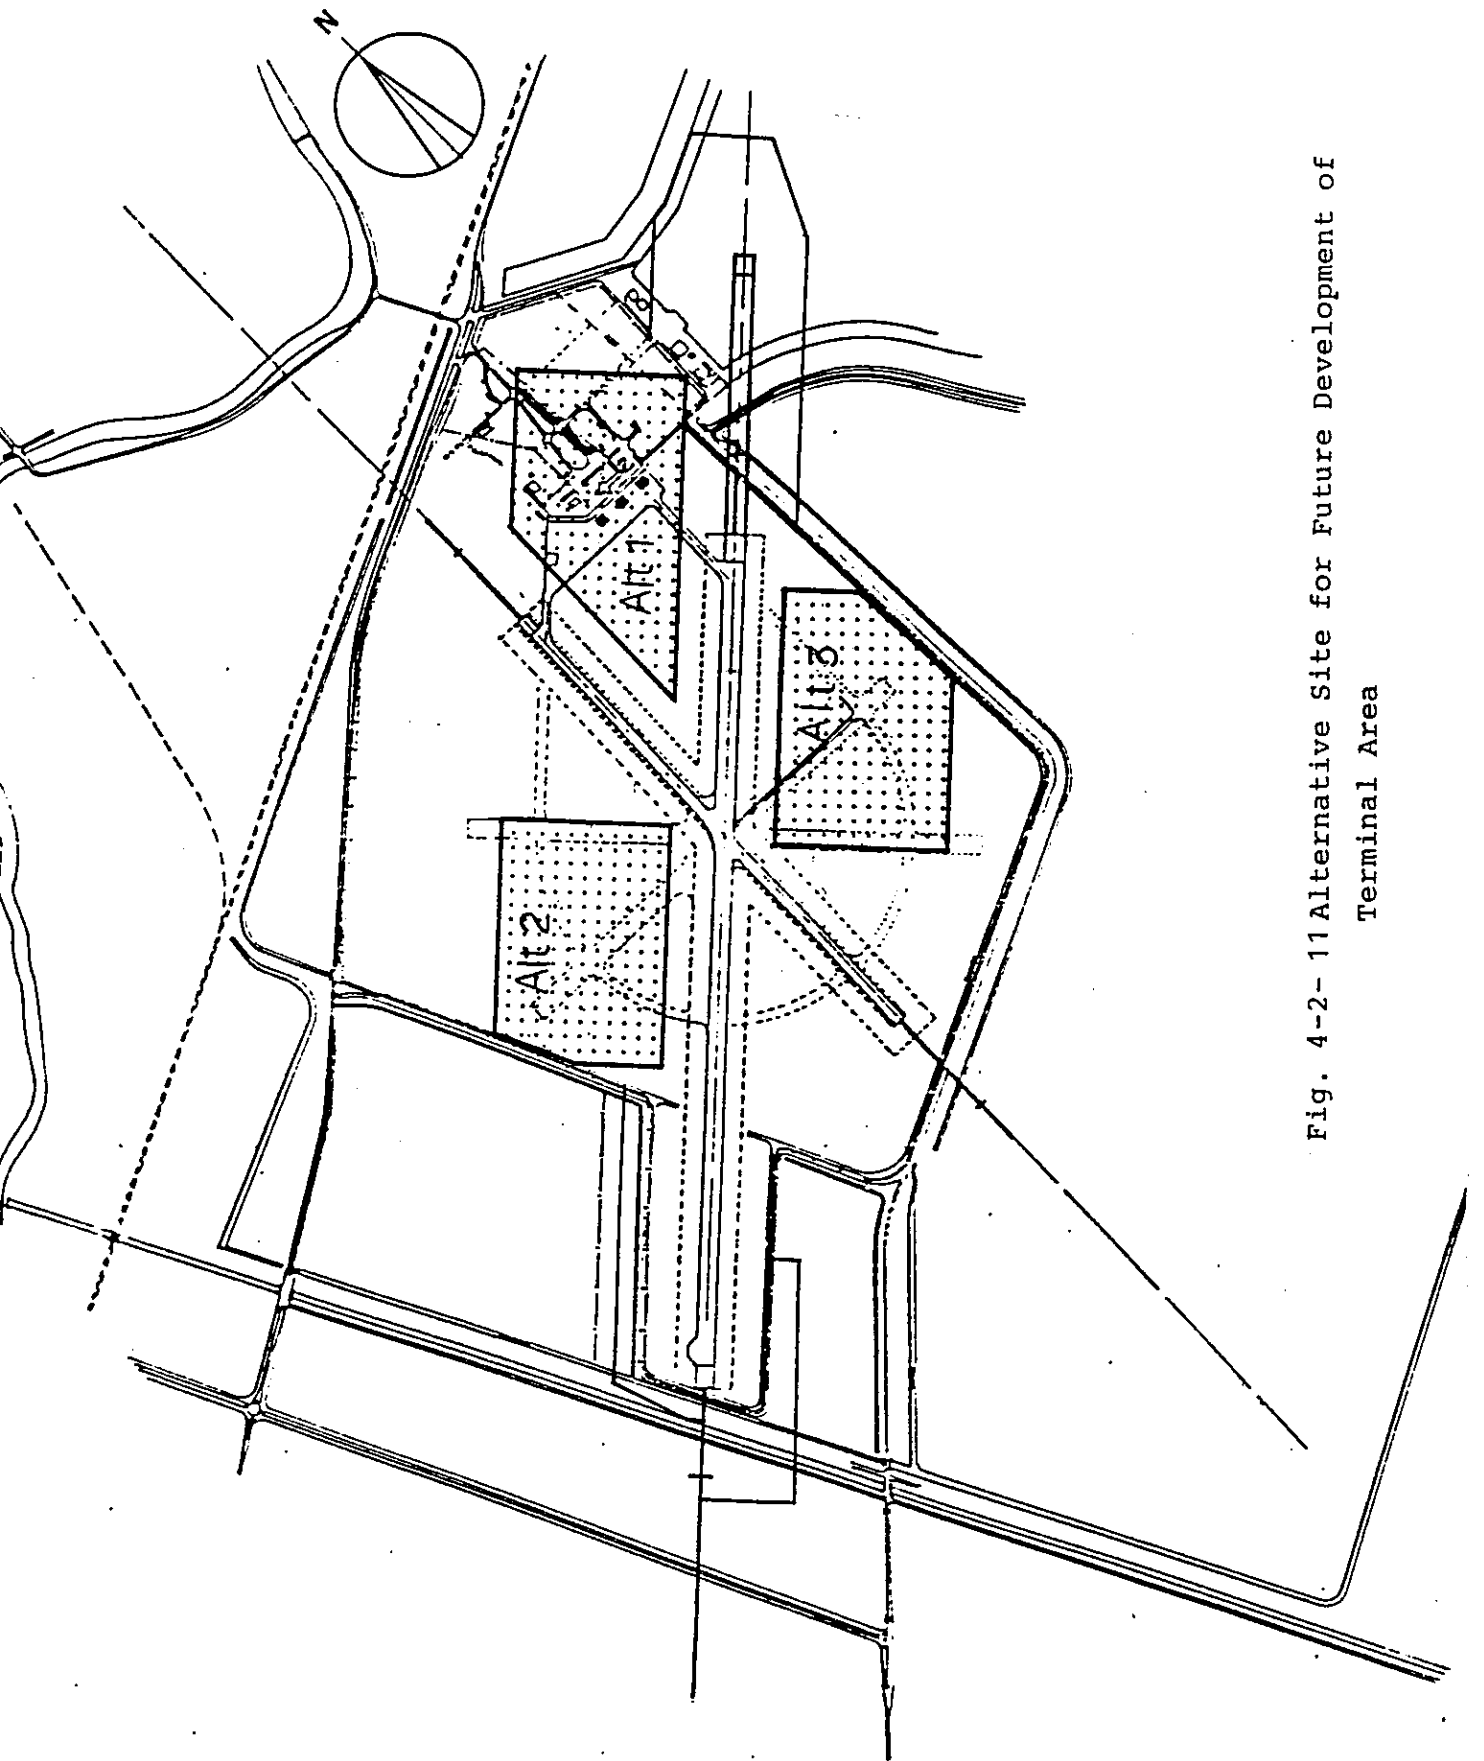 N
Alt 1
Alt 2
Alt 3
Fig. 4-2-11 Alternative Site for Future Development of
Terminal Area